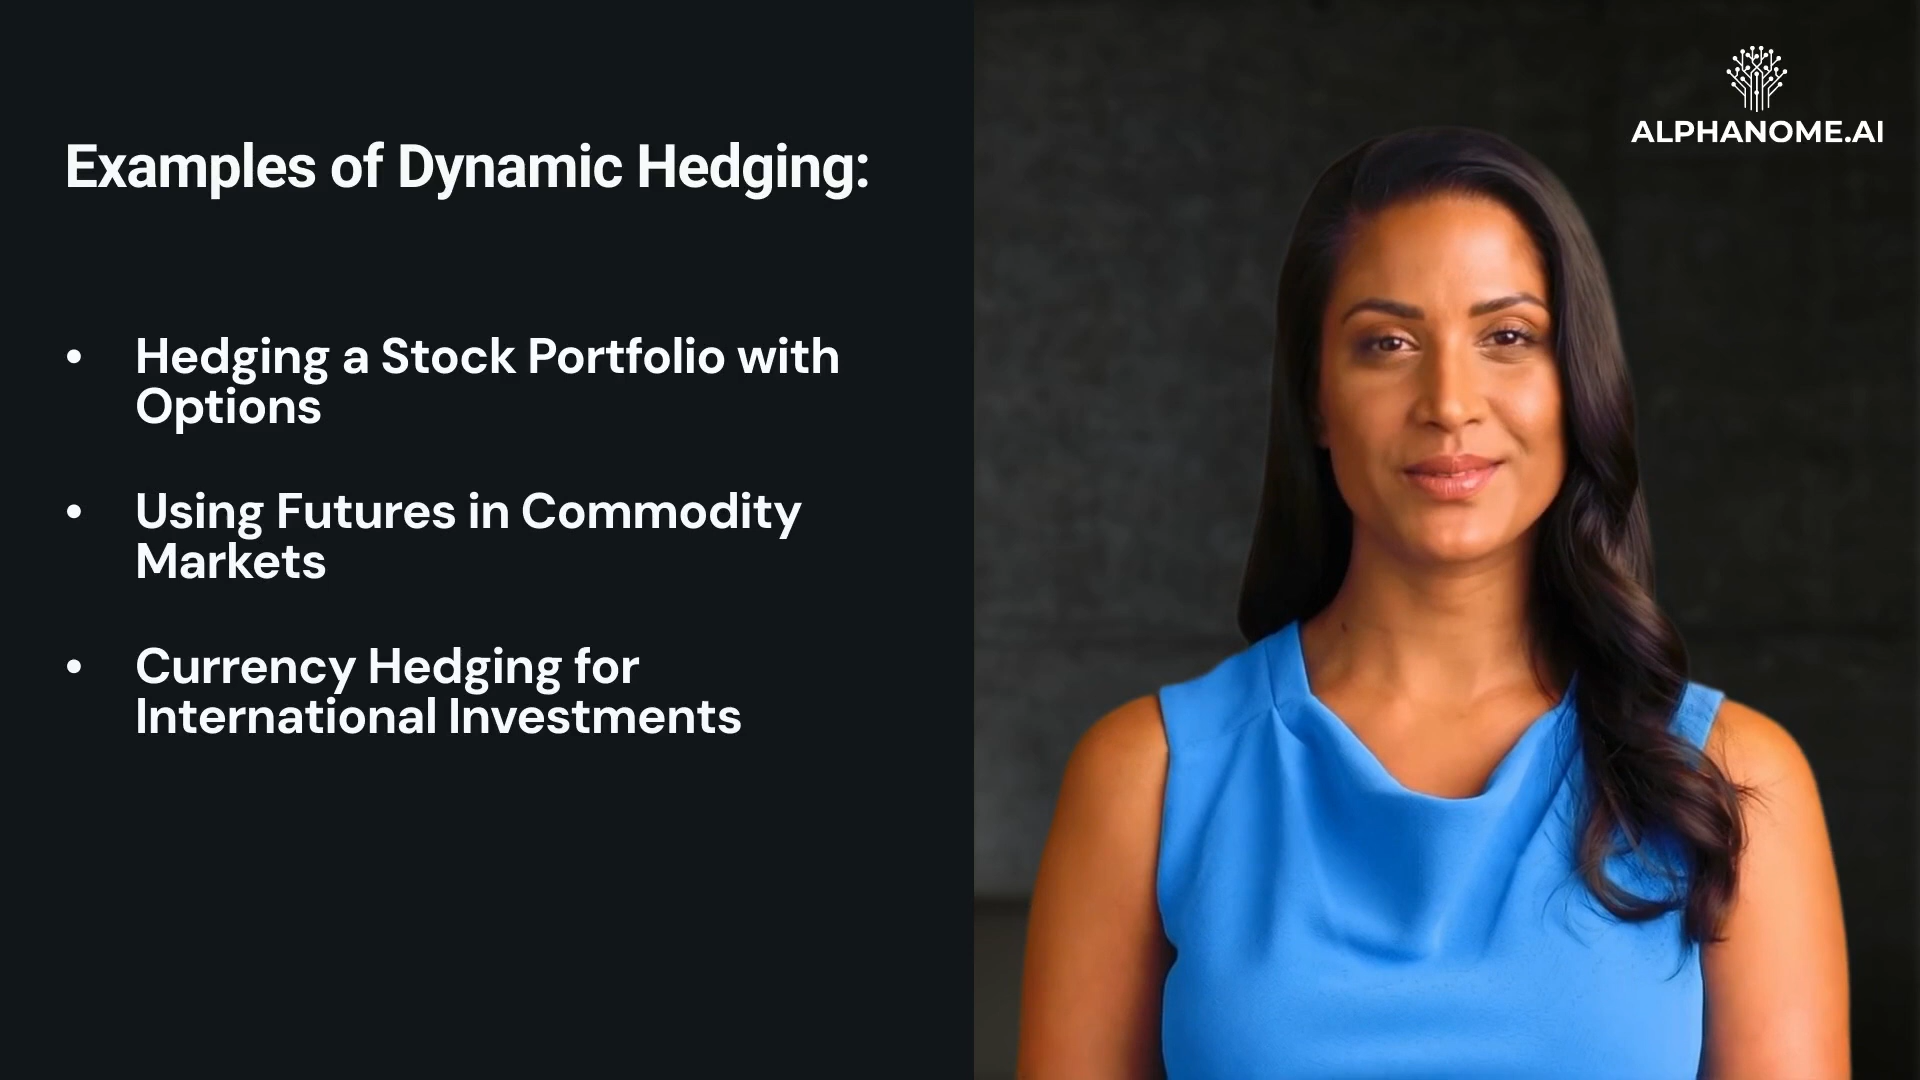 ALPHANOME.AI
Examples of Dynamic Hedging:
• Hedging a Stock Portfolio with
Options
• Using Futures in Commodity
Markets
• Currency Hedging for
International Investments